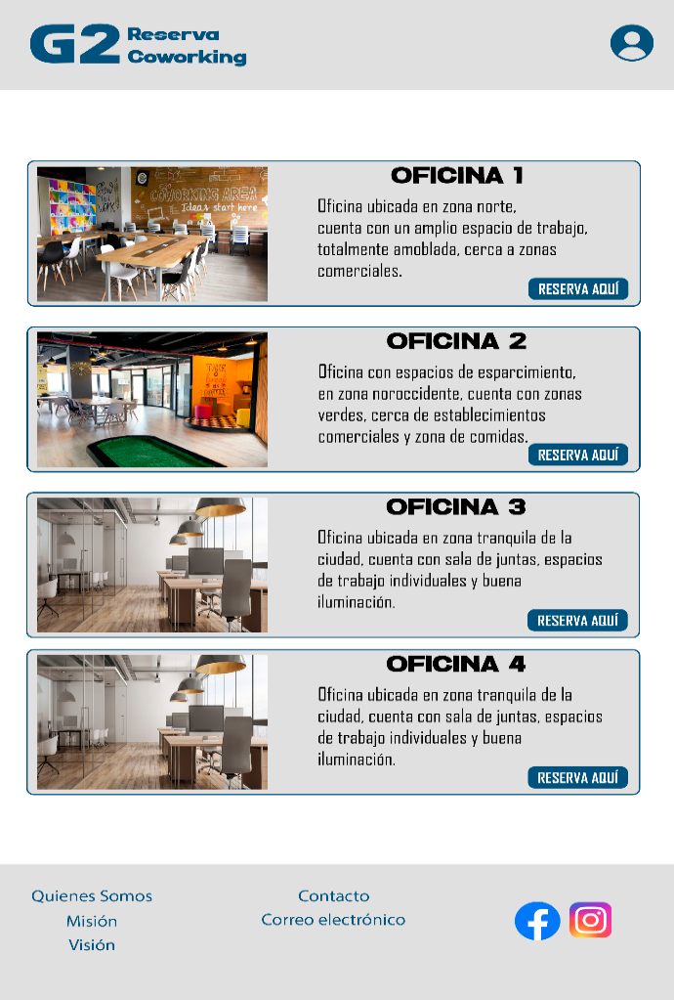 G2 Reserva
Coworking
OFICINA 1
COWORKING AREA
Ideas start here
Oficina ubicada en zona norte,
cuenta con un amplio espacio de trabajo,
totalmente amoblada, cerca a zonas
comerciales.
RESERVA AQUÍ
OFICINA 2
Oficina con espacios de esparcimiento,
en zona noroccidente, cuenta con zonas
verdes, cerca de establecimientos
comerciales y zona de comidas.
RESERVA AQUÍ
OFICINA 3
Oficina ubicada en zona tranquila de la
ciudad, cuenta con sala de juntas, espacios
de trabajo individuales y buena
iluminación.
RESERVA AQUÍ
OFICINA 4
Oficina ubicada en zona tranquila de la
ciudad, cuenta con sala de juntas, espacios
de trabajo individuales y buena
iluminación.
RESERVA AQUÍ
Quienes Somos
Misión
Visión
Contacto
Correo electrónico